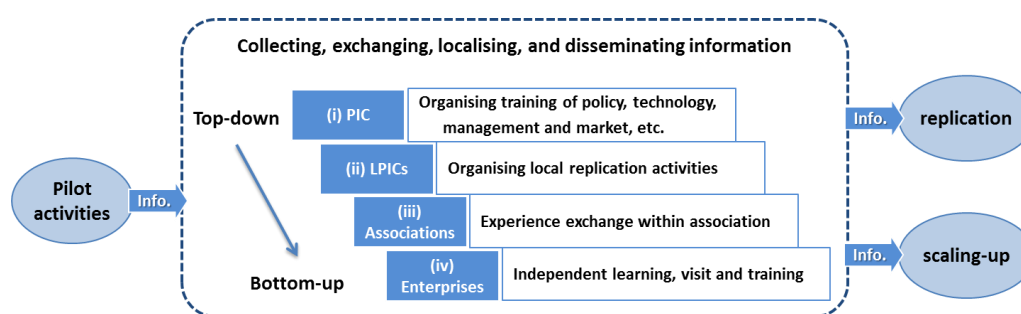 Collecting, exchanging, localising, and disseminating information
Top-down
(i) PIC
Organising training of policy, technology,
management and market, etc.
(ii) LPICs
Organising local replication activities
(iii)
Associations
Experience exchange within association
(iv)
Enterprises
Independent learning, visit and training
Bottom-up
Pilot
activities
Info.
Info.
replication
Info.
scaling-up